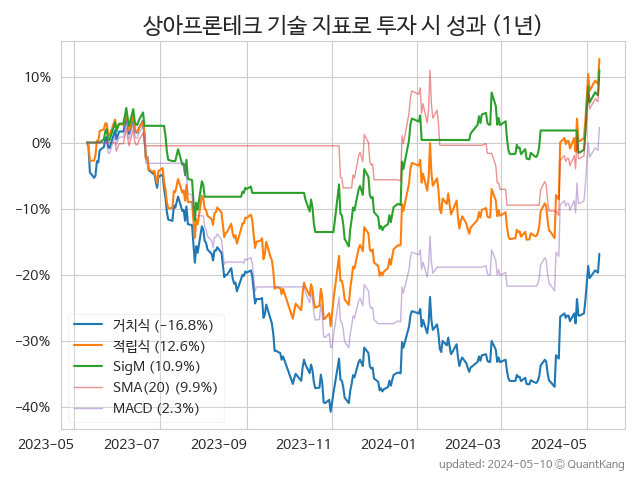 상아프론테크 기술 지표로 투자 시 성과 (1년)
10%
0%
−10%
−20%
−30%
−40%
거치식 (−16.8%)
적립식 (12.6%)
SigM (10.9%)
SMA(20) (9.9%)
MACD (2.3%)
2023-05 2023-07 2023-09 2023-11 2024-01 2024-03 2024-05
updated: 2024-05-10 © QuantKang